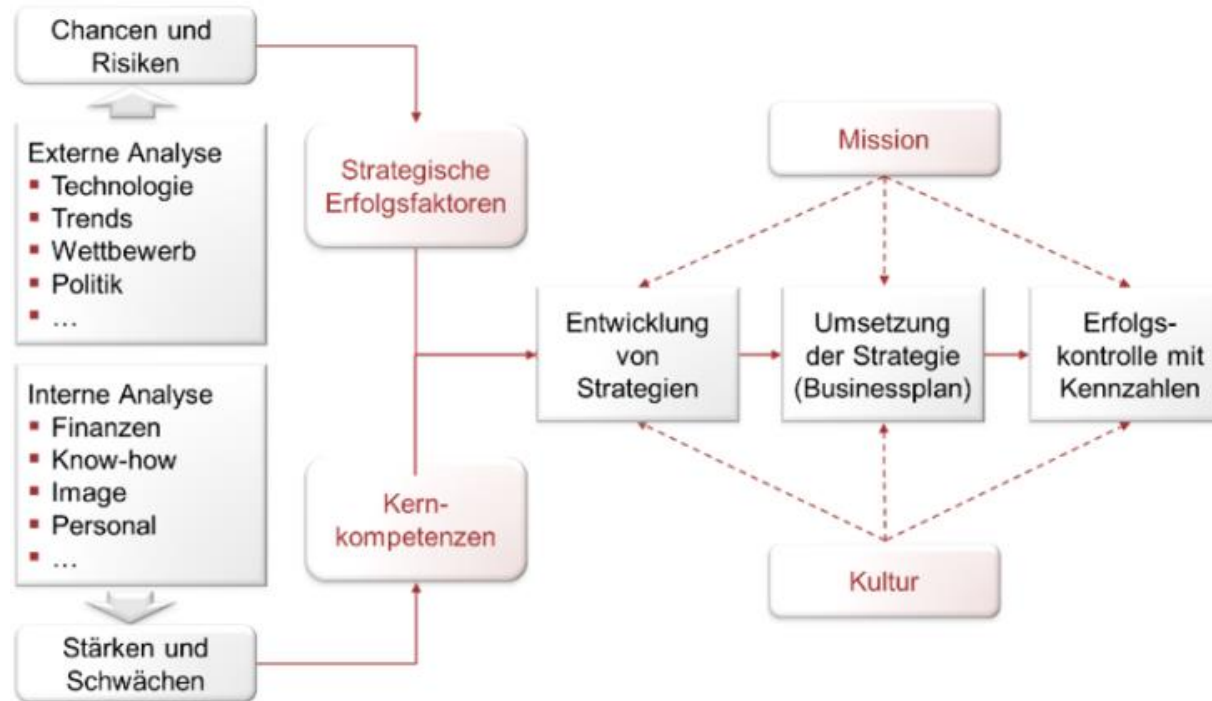 Chancen und
Risiken
Externe Analyse
▪ Technologie
▪ Trends
▪ Wettbewerb
▪ Politik
▪ …
Interne Analyse
▪ Finanzen
▪ Know-how
▪ Image
▪ Personal
▪ …
Stärken und
Schwächen
Strategische
Erfolgsfaktoren
Kern-
kompetenzen
Mission
Entwicklung
von
Strategien
Umsetzung
der Strategie
(Businessplan)
Erfolgs-
kontrolle mit
Kennzahlen
Kultur